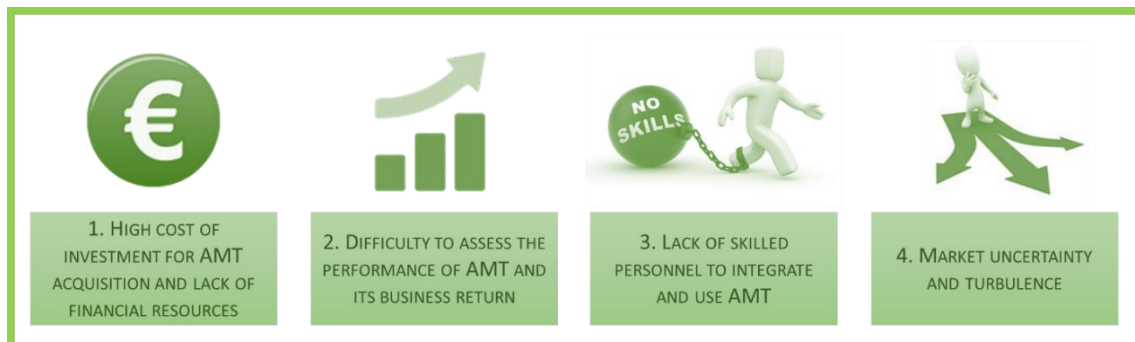 €
NO
SKILLS
1. HIGH COST OF
INVESTMENT FOR AMT
ACQUISITION AND LACK OF
FINANCIAL RESOURCES
2. DIFFICULTY TO ASSESS THE
PERFORMANCE OF AMT AND
ITS BUSINESS RETURN
3. LACK OF SKILLED
PERSONNEL TO INTEGRATE
AND USE AMT
4. MARKET UNCERTAINTY
AND TURBULENCE